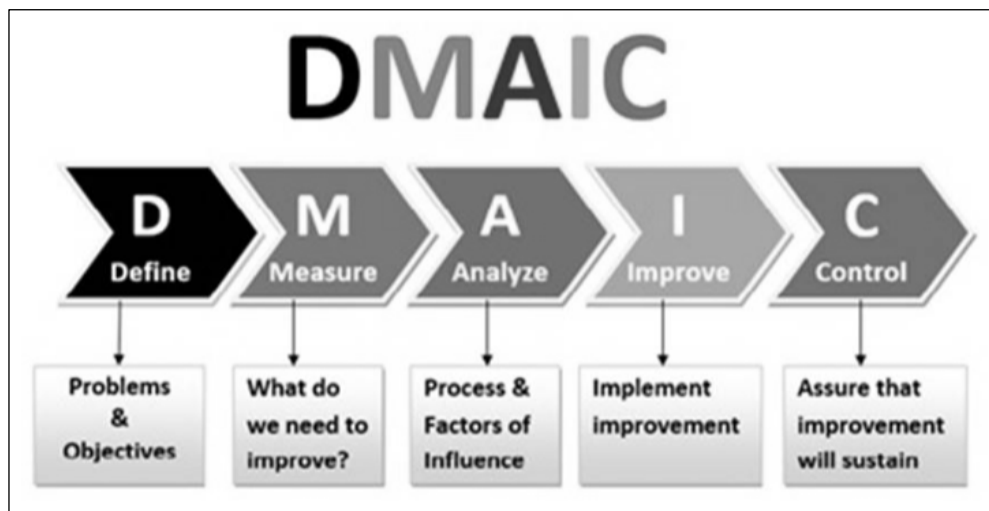 DMAIC
D
Define
M
Measure
A
Analyze
I
Improve
C
Control
Problems
&
Objectives
What do
we need to
improve?
Process &
Factors of
Influence
Implement
improvement
Assure that
improvement
will sustain